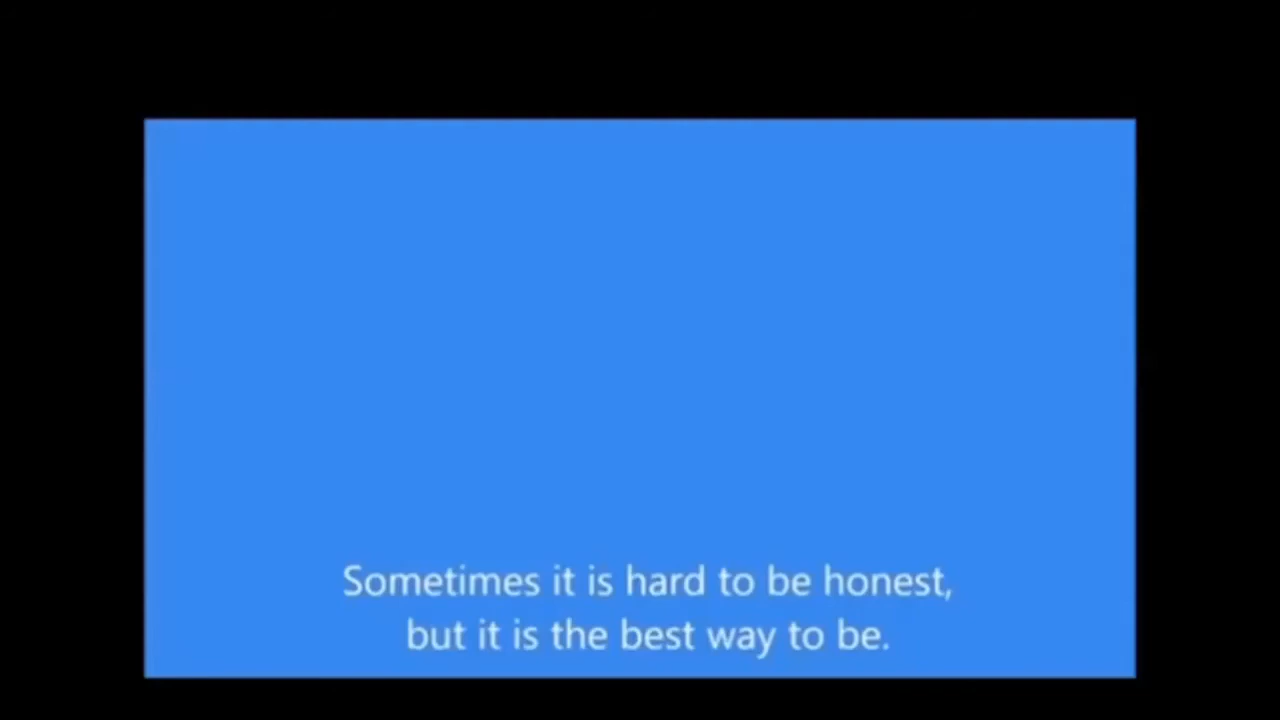 Sometimes it is hard to be honest,
but it is the best way to be.